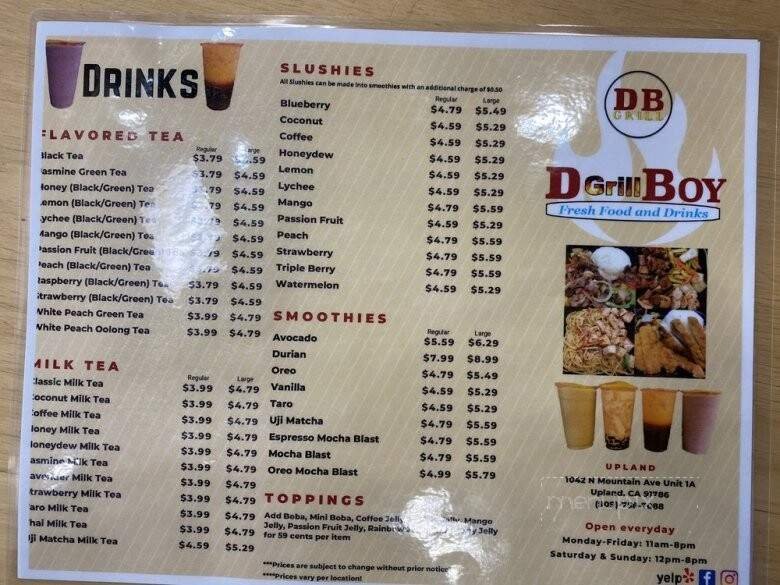 DRINKS
FLAVORED TEA
Regular Large
Black Tea $3.79 $4.59
Jasmine Green Tea $3.79 $4.59
Honey (Black/Green) Tea $4.59
Lemon (Black/Green) Tea $4.59
Lychee (Black/Green) Tea $4.59
Mango (Black/Green) Tea $4.59
Passion Fruit (Black/Green) $4.59
Peach (Black/Green) Tea $4.59
Raspberry (Black/Green) Tea $3.79 $4.59
Strawberry (Black/Green) Tea $3.79 $4.59
White Peach Green Tea $3.99 $4.79
White Peach Oolong Tea $3.99 $4.79
MILK TEA
Regular Large
Classic Milk Tea $3.99 $4.79
Coconut Milk Tea $3.99 $4.79
Coffee Milk Tea $3.99 $4.79
Honey Milk Tea $3.99 $4.79
Honeydew Milk Tea $3.99 $4.79
Jasmine Milk Tea $3.99 $4.79
Lavender Milk Tea $3.99 $4.79
Strawberry Milk Tea $3.99 $4.79
Taro Milk Tea $3.99 $4.79
Thai Milk Tea $3.99 $4.79
Uji Matcha Milk Tea $4.59 $5.29
SLUSHIES
All Slushies can be made into smoothies with an additional charge of $0.50
Regular Large
Blueberry $4.79 $5.49
Coconut $4.59 $5.29
Coffee $4.59 $5.29
Honeydew $4.59 $5.29
Lemon $4.59 $5.29
Lychee $4.59 $5.29
Mango $4.79 $5.59
Passion Fruit $4.59 $5.29
Peach $4.79 $5.59
Strawberry $4.79 $5.59
Triple Berry $4.79 $5.59
Watermelon $4.59 $5.29
SMOOTHIES
Regular Large
Avocado $5.59 $6.29
Durian $7.99 $8.99
Oreo $4.79 $5.49
Vanilla $4.59 $5.29
Taro $4.59 $5.29
Uji Matcha $4.79 $5.59
Espresso Mocha Blast $4.79 $5.59
Mocha Blast $4.79 $5.59
Oreo Mocha Blast $4.99 $5.79
TOPPINGS
Add Boba, Mini Boba, Coffee Jelly, Mango
Jelly, Passion Fruit Jelly, Rainbow Jelly
for 59 cents per item
***Prices are subject to change without prior notice
****Prices vary per location!
DB
GRILL
D Grill BOY
Fresh Food and Drinks
UPLAND
1042 N Mountain Ave Unit 1A
Upland, CA 91786
Open everyday
Monday-Friday: 11am-8pm
Saturday & Sunday: 12pm-8pm
yelp